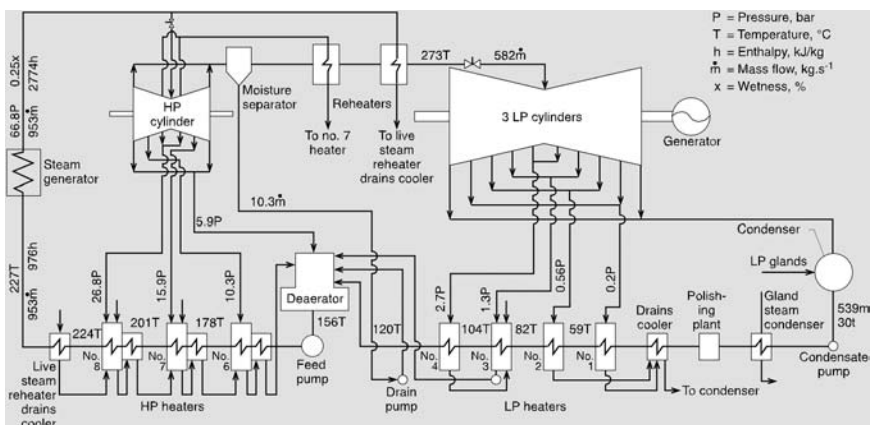 P = Pressure, bar
T = Temperature, °C
h = Enthalpy, kJ/kg
ṁ = Mass flow, kg.s⁻¹
x = Wetness, %
0.25x
2774h
66.8P
953ṁ
Steam
generator
HP
cylinder
Moisture
separator
Reheaters
273T
582ṁ
3 LP cylinders
Generator
To no. 7
heater
To live
steam
reheater
drains cooler
10.3ṁ
5.9P
Condenser
LP glands
227T
976h
953ṁ
26.8P
15.9P
10.3P
Deaerator
2.7P
1.3P
0.56P
0.2P
Drains
cooler
Polish-
ing
plant
Gland
steam
condenser
539m
30t
224T
201T
178T
156T
120T
104T
82T
59T
No.
8
No.
7
No.
6
No.
4
No.
3
No.
2
No.
1
Live
steam
reheater
drains
cooler
HP heaters
Feed
pump
Drain
pump
LP heaters
To condenser
Condensated
pump